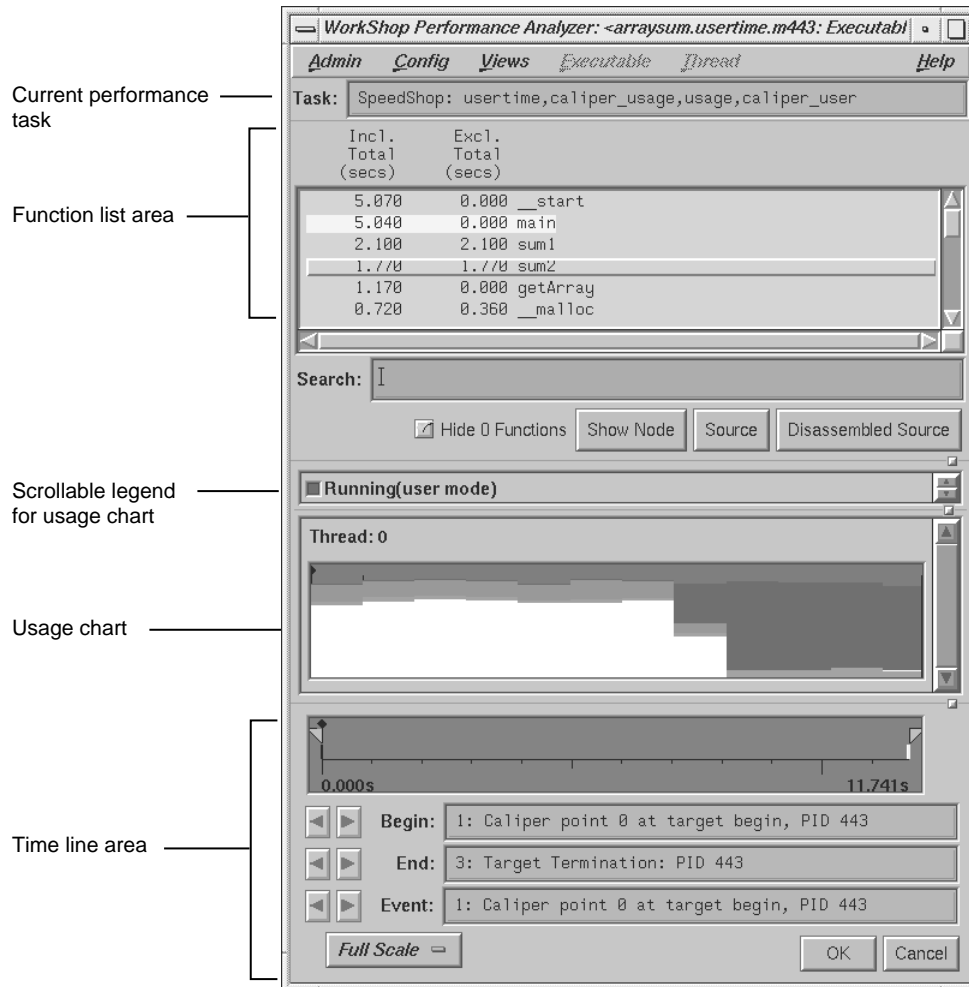 WorkShop Performance Analyzer: <arraysum.usertime.m443: Executabl
Admin Config Views Executable Thread Help
Current performance
task
Task: SpeedShop: usertime,caliper_usage,usage,caliper_user
Incl. Excl.
Total Total
(secs) (secs)
Function list area
5.070 0.000 __start
5.040 0.000 main
2.100 2.100 sum1
1.770 1.770 sum2
1.170 0.000 getArray
0.720 0.360 __malloc
Search:
Hide 0 Functions Show Node Source Disassembled Source
Scrollable legend
for usage chart
Running(user mode)
Thread: 0
Usage chart
0.000s 11.741s
Begin: 1: Caliper point 0 at target begin, PID 443
Time line area
End: 3: Target Termination: PID 443
Event: 1: Caliper point 0 at target begin, PID 443
Full Scale OK Cancel